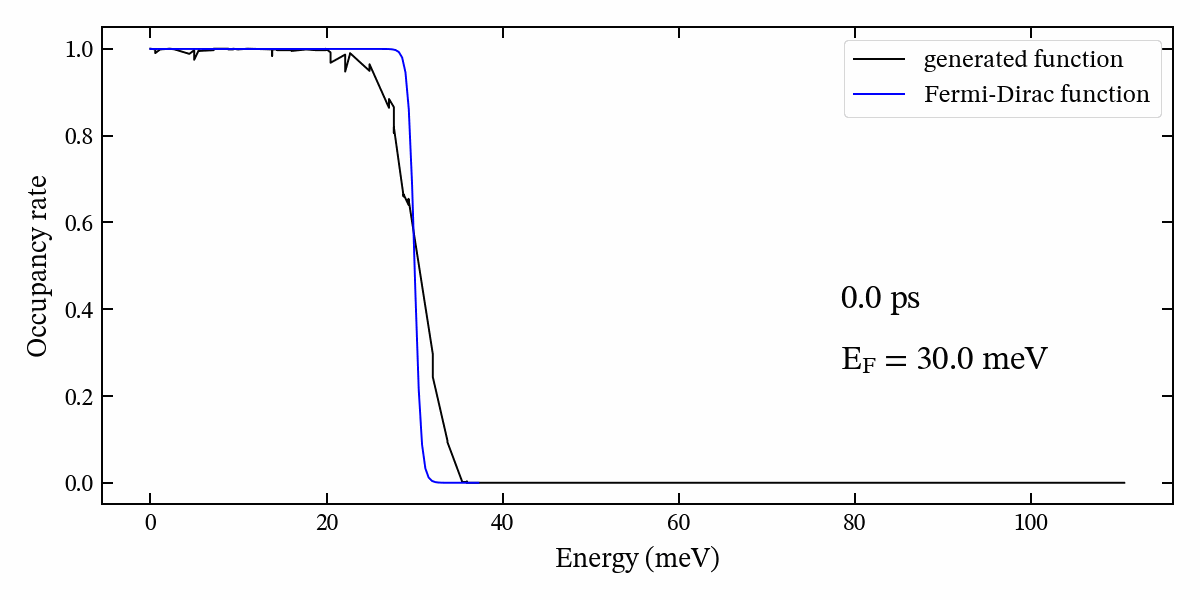 generated function
Fermi-Dirac function
1.0
0.8
0.6
0.4
0.2
0.0
Occupancy rate
0.0 ps
E_F = 30.0 meV
0 20 40 60 80 100
Energy (meV)